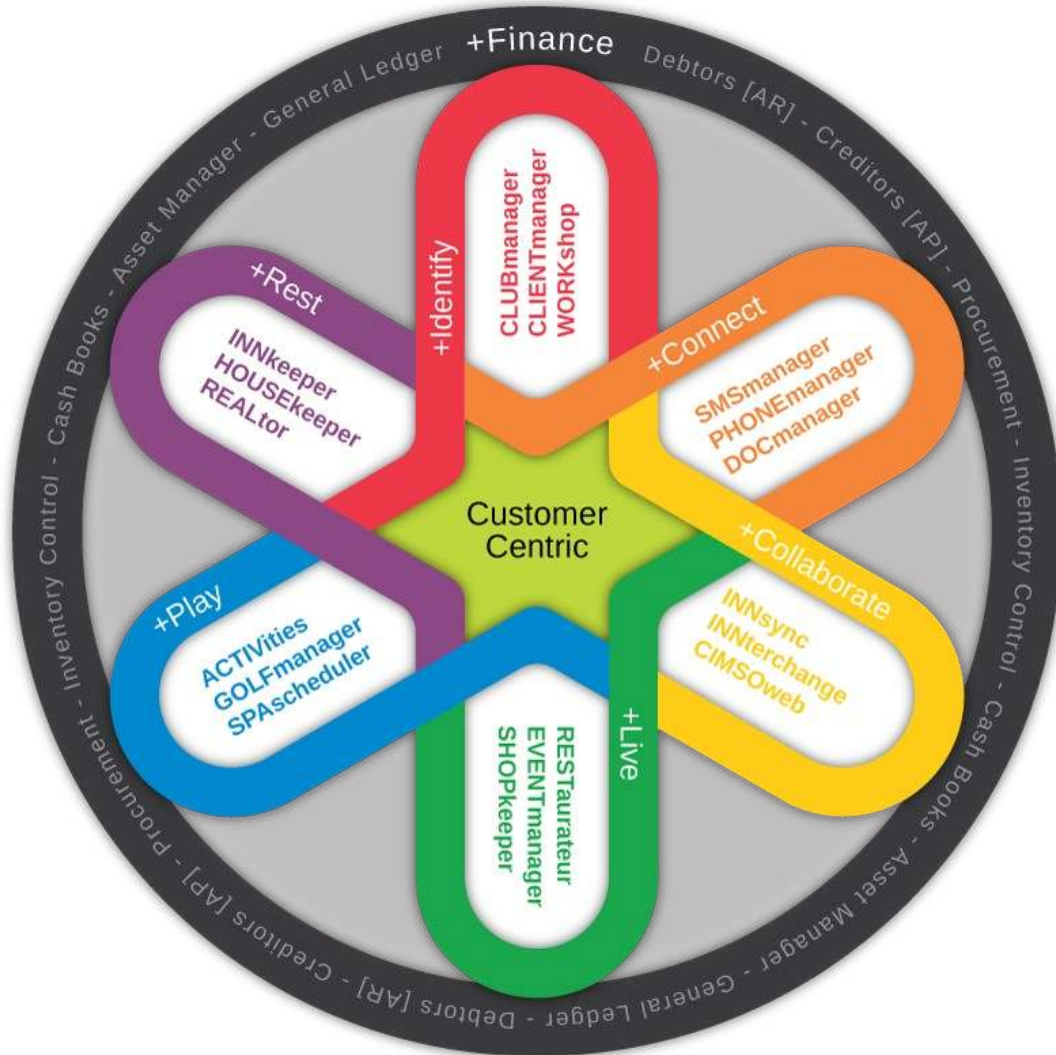 +Finance
Debtors [AR] - Creditors [AP] - Procurement - Inventory Control - Cash Books - Asset Manager - General Ledger - Debtors [AR] - Creditors [AP] - Procurement - Inventory Control - Cash Books - Asset Manager - General Ledger
+Identify
CLUBmanager
CLIENTmanager
WORKshop
+Connect
SMSmanager
PHONEmanager
DOCmanager
+Collaborate
INNsync
INNterchange
CIMSOweb
+Live
RESTaurateur
EVENTmanager
SHOPkeeper
+Play
ACTIVities
GOLFmanager
SPAscheduler
+Rest
INNkeeper
HOUSEkeeper
REALtor
Customer
Centric